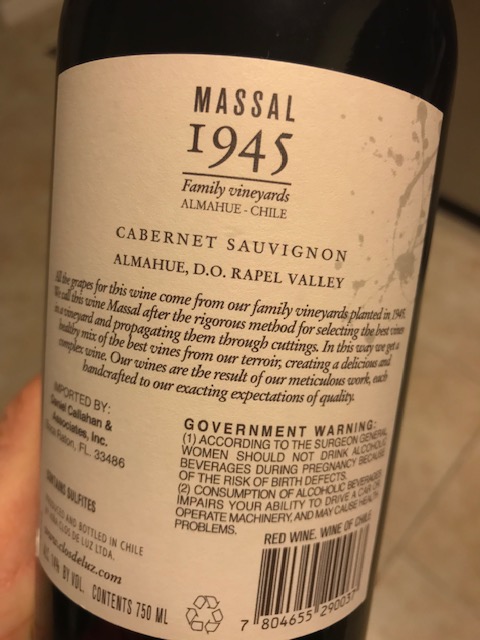 MASSAL
1945
Family vineyards
ALMAHUE - CHILE
CABERNET SAUVIGNON
ALMAHUE, D.O. RAPEL VALLEY
All the grapes for this wine come from our family vineyards planted in 1945.
We call this wine Massal after the rigorous method for selecting the best vines
in a vineyard and propagating them through cuttings. In this way we get a
healthy mix of the best vines from our terroir, creating a delicious and
complex wine. Our wines are the result of our meticulous work, each
handcrafted to our exacting expectations of quality.
IMPORTED BY:
Daniel Callahan &
Associates, Inc.
Boca Raton, FL. 33486
CONTAINS SULFITES
PRODUCED AND BOTTLED IN CHILE
CLOS DE LUZ LTDA.
www.closdeluz.com
ALC. 14% BY VOL. CONTENTS 750 ML
GOVERNMENT WARNING:
(1) ACCORDING TO THE SURGEON GENERAL,
WOMEN SHOULD NOT DRINK ALCOHOLIC
BEVERAGES DURING PREGNANCY BECAUSE
OF THE RISK OF BIRTH DEFECTS.
(2) CONSUMPTION OF ALCOHOLIC BEVERAGES
IMPAIRS YOUR ABILITY TO DRIVE A CAR OR
OPERATE MACHINERY, AND MAY CAUSE HEALTH
PROBLEMS.
RED WINE. WINE OF CHILE
7 804655 290037